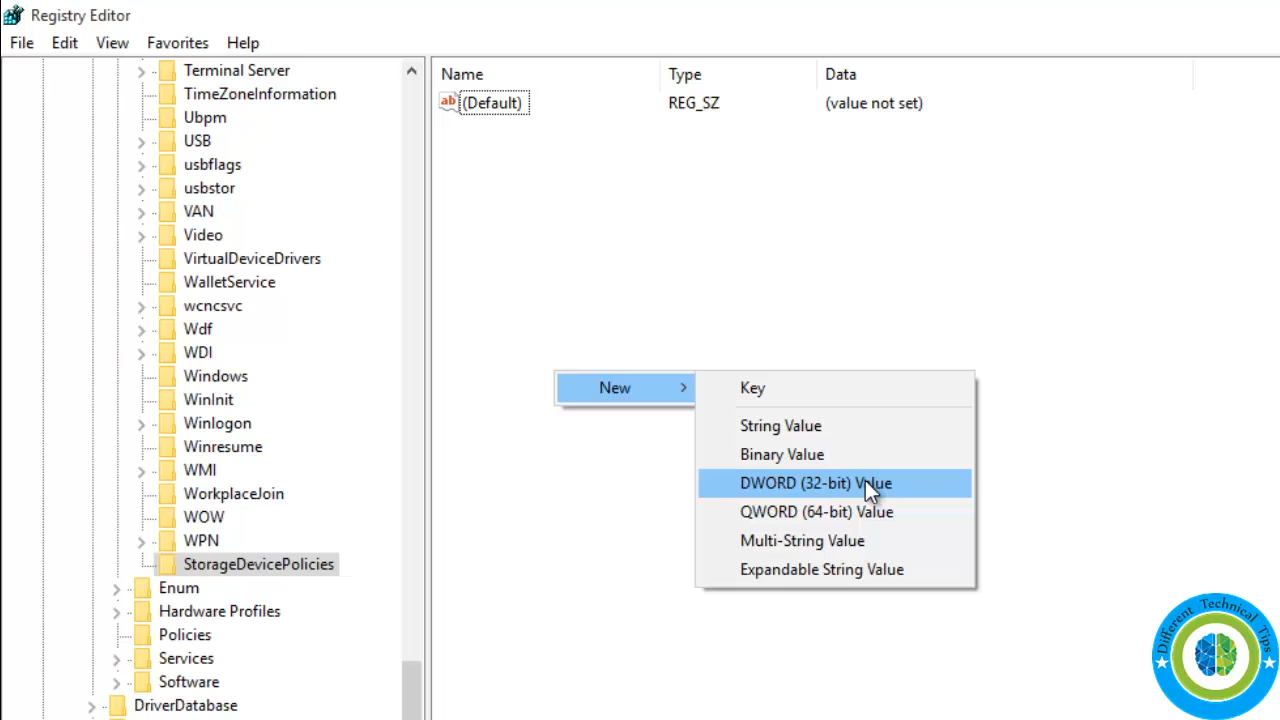 Registry Editor
File Edit View Favorites Help
Terminal Server
TimeZoneInformation
Ubpm
USB
usbflags
usbstor
VAN
Video
VirtualDeviceDrivers
WalletService
wcncsvc
Wdf
WDI
Windows
WinInit
Winlogon
Winresume
WMI
WorkplaceJoin
WOW
WPN
StorageDevicePolicies
Enum
Hardware Profiles
Policies
Services
Software
DriverDatabase
Name Type Data
ab (Default) REG_SZ (value not set)
New
Key
String Value
Binary Value
DWORD (32-bit) Value
QWORD (64-bit) Value
Multi-String Value
Expandable String Value
Different Technical Tips